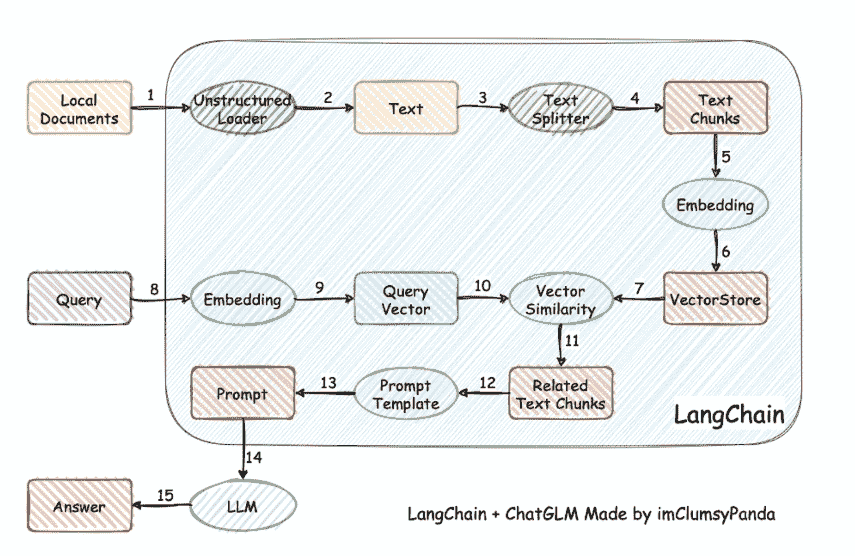 1
2
3
4
Local
Documents
Unstructured
Loader
Text
Text
Splitter
Text
Chunks
5
Embedding
6
8
9
10
7
Query
Embedding
Query
Vector
Vector
Similarity
VectorStore
11
13
12
Prompt
Prompt
Template
Related
Text Chunks
LangChain
14
15
Answer
LLM
LangChain + ChatGLM Made by imClumsyPanda